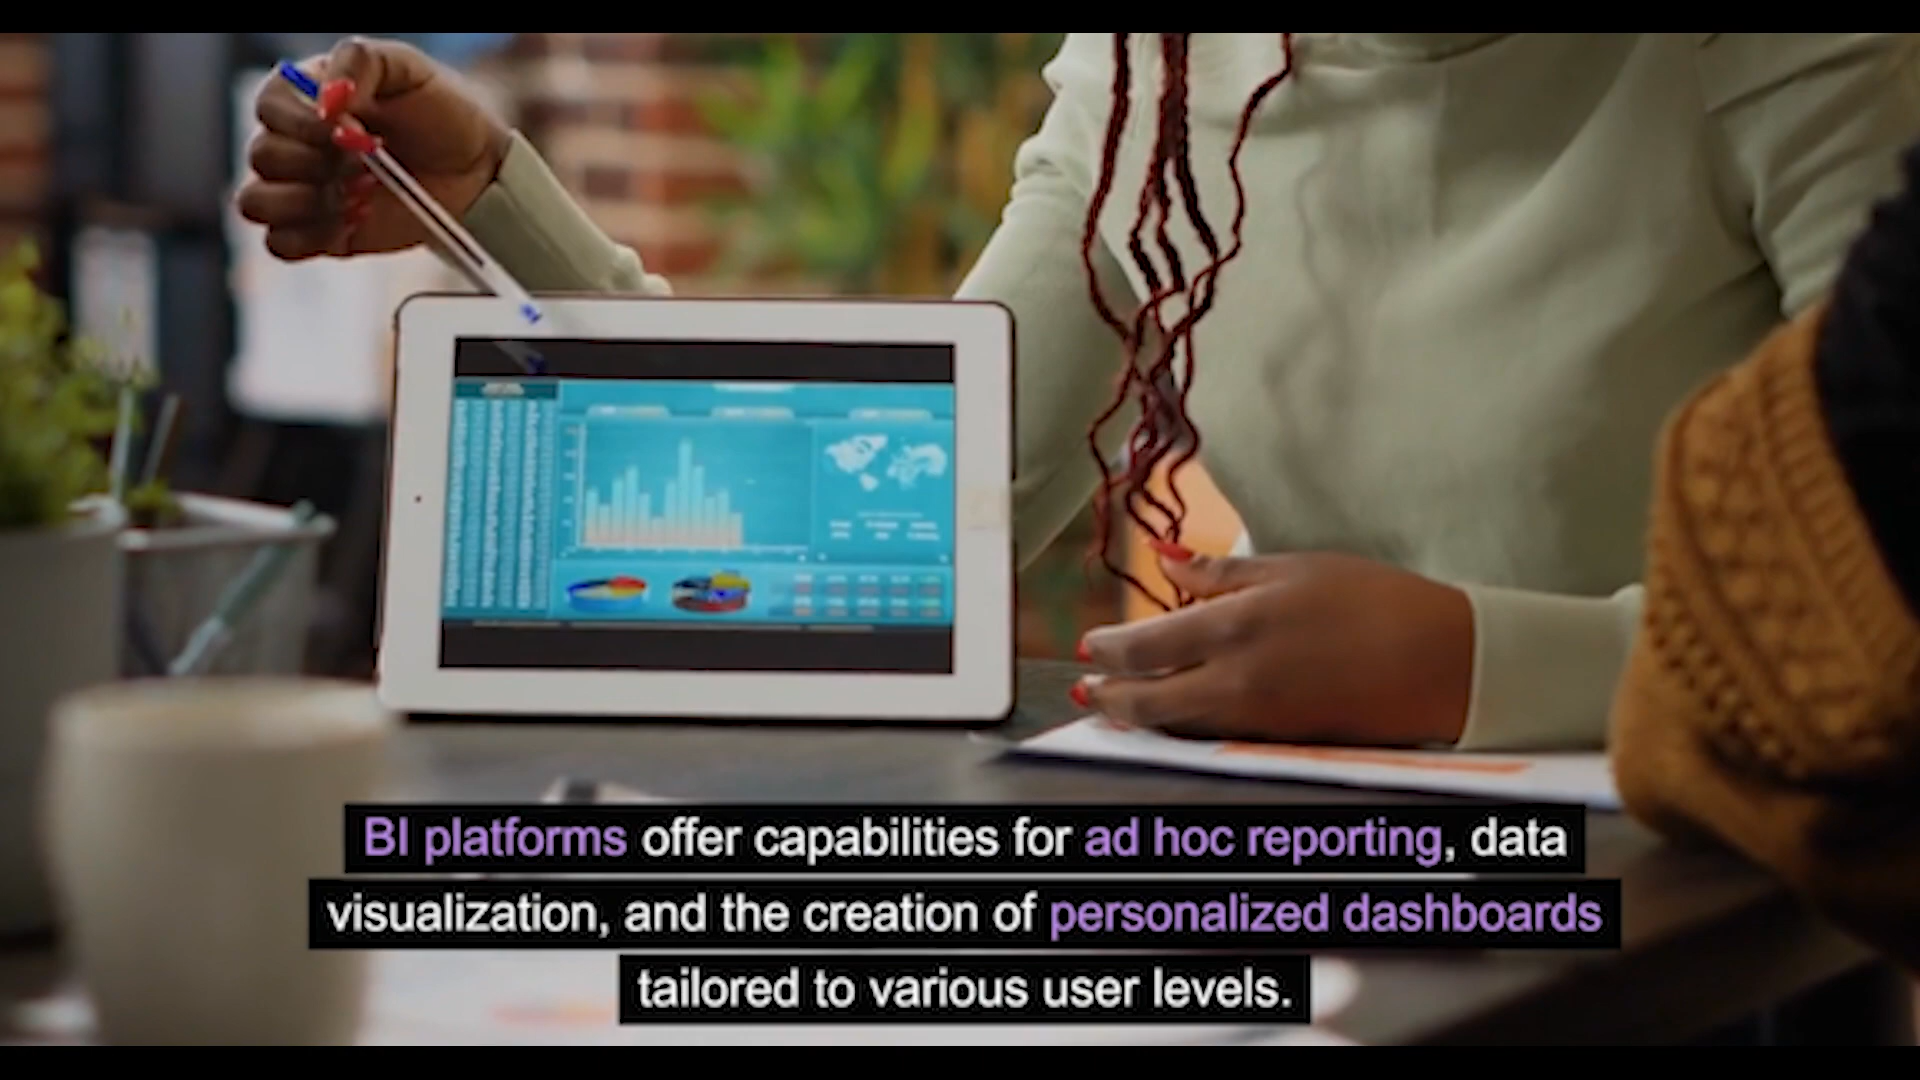 BI platforms offer capabilities for ad hoc reporting, data
visualization, and the creation of personalized dashboards
tailored to various user levels.